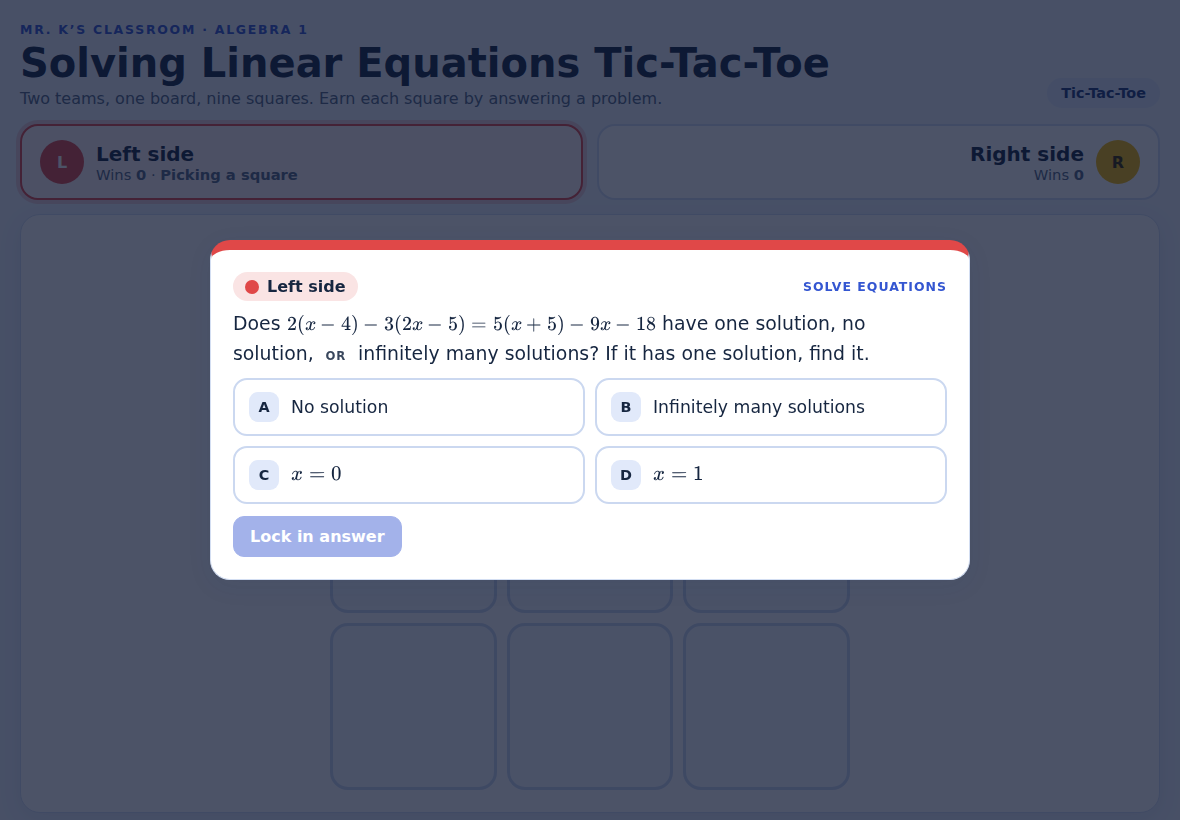 MR. K'S CLASSROOM · ALGEBRA 1
Solving Linear Equations Tic-Tac-Toe
Two teams, one board, nine squares. Earn each square by answering a problem.
Tic-Tac-Toe
L
Left side
Wins 0 · Picking a square
Right side
Wins 0
R
Left side
SOLVE EQUATIONS
Does 2(x − 4) − 3(2x − 5) = 5(x + 5) − 9x − 18 have one solution, no
solution, OR infinitely many solutions? If it has one solution, find it.
A No solution
B Infinitely many solutions
C x = 0
D x = 1
Lock in answer